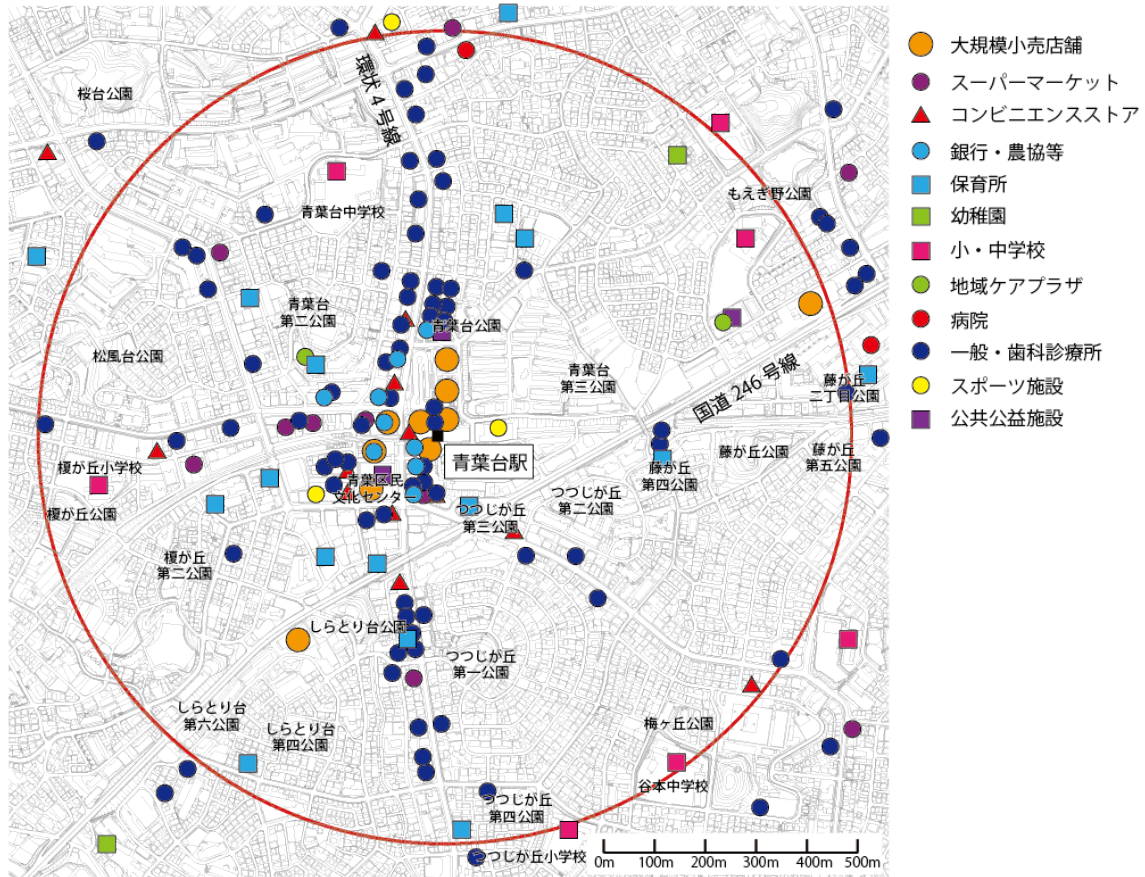 環状4号線
桜台公園
青葉台中学校
もえぎ野公園
青葉台
第二公園
青葉台公園
松風台公園
青葉台
第三公園
国道246号線
藤が丘
二丁目公園
青葉台駅
榎が丘小学校
榎が丘公園
青葉区民
文化センター
藤が丘
第四公園
藤が丘公園
藤が丘
第五公園
つつじが丘
第三公園
つつじが丘
第二公園
榎が丘
第二公園
しらとり台公園
つつじが丘
第一公園
しらとり台
第六公園
しらとり台
第四公園
梅ヶ丘公園
谷本中学校
つつじが丘
第四公園
つつじが丘小学校
0m 100m 200m 300m 400m 500m
大規模小売店舗
スーパーマーケット
コンビニエンスストア
銀行・農協等
保育所
幼稚園
小・中学校
地域ケアプラザ
病院
一般・歯科診療所
スポーツ施設
公共公益施設